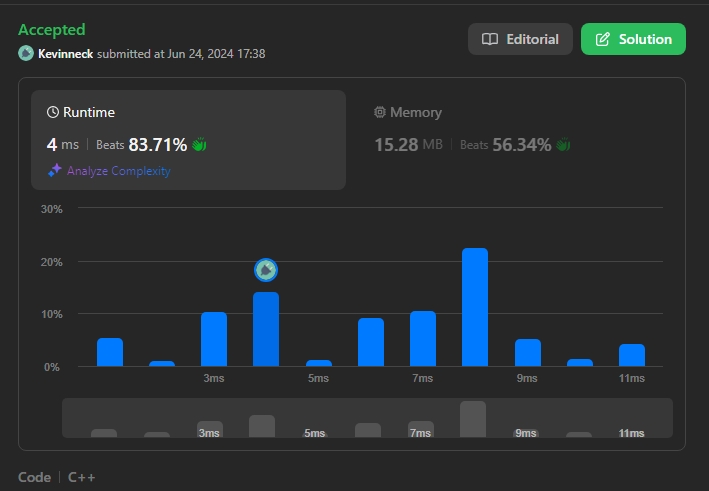 Accepted
Editorial
Solution
Kevinneck submitted at Jun 24, 2024 17:38
Runtime
Memory
4 ms | Beats 83.71%
15.28 MB | Beats 56.34%
Analyze Complexity
30%
20%
10%
0%
3ms 5ms 7ms 9ms 11ms
3ms 5ms 7ms 9ms 11ms
Code | C++